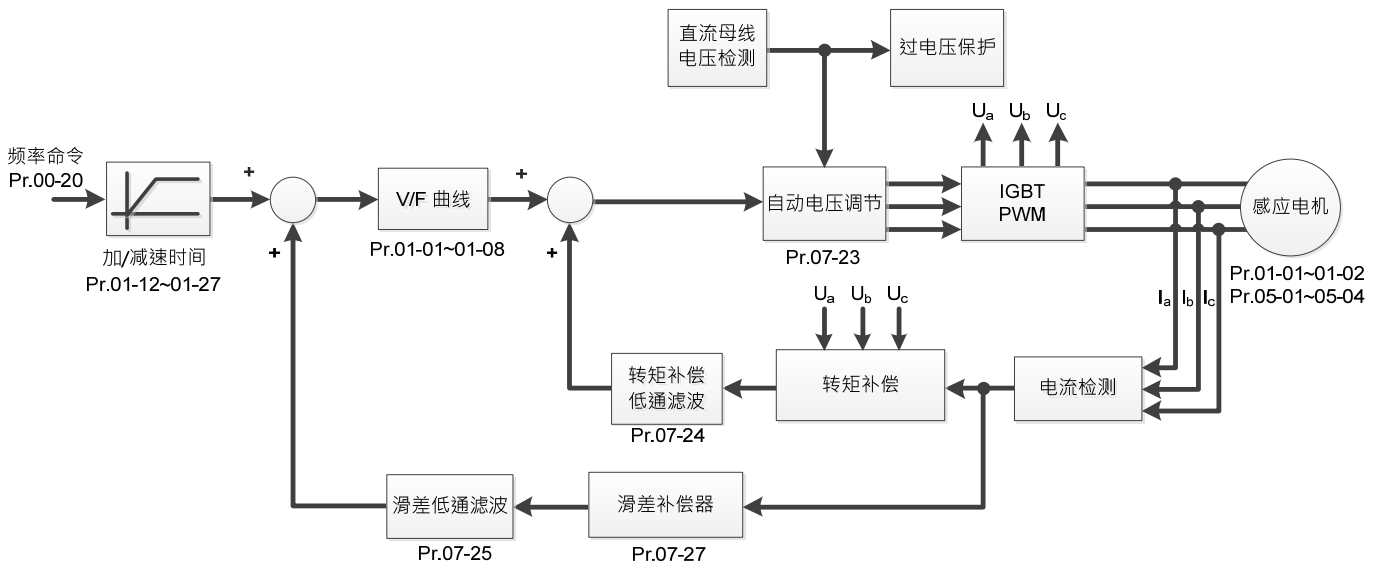 直流母线
电压检测
过电压保护
Ua
Ub
Uc
频率命令
Pr.00-20
+
+
V/F 曲线
自动电压调节
IGBT
PWM
感应电机
加/减速时间
Pr.01-12~01-27
+
Pr.01-01~01-08
+
Pr.07-23
Pr.01-01~01-02
Pr.05-01~05-04
Ua
Ub
Uc
Ia
Ib
Ic
转矩补偿
低通滤波
转矩补偿
电流检测
Pr.07-24
滑差低通滤波
滑差补偿器
Pr.07-25
Pr.07-27